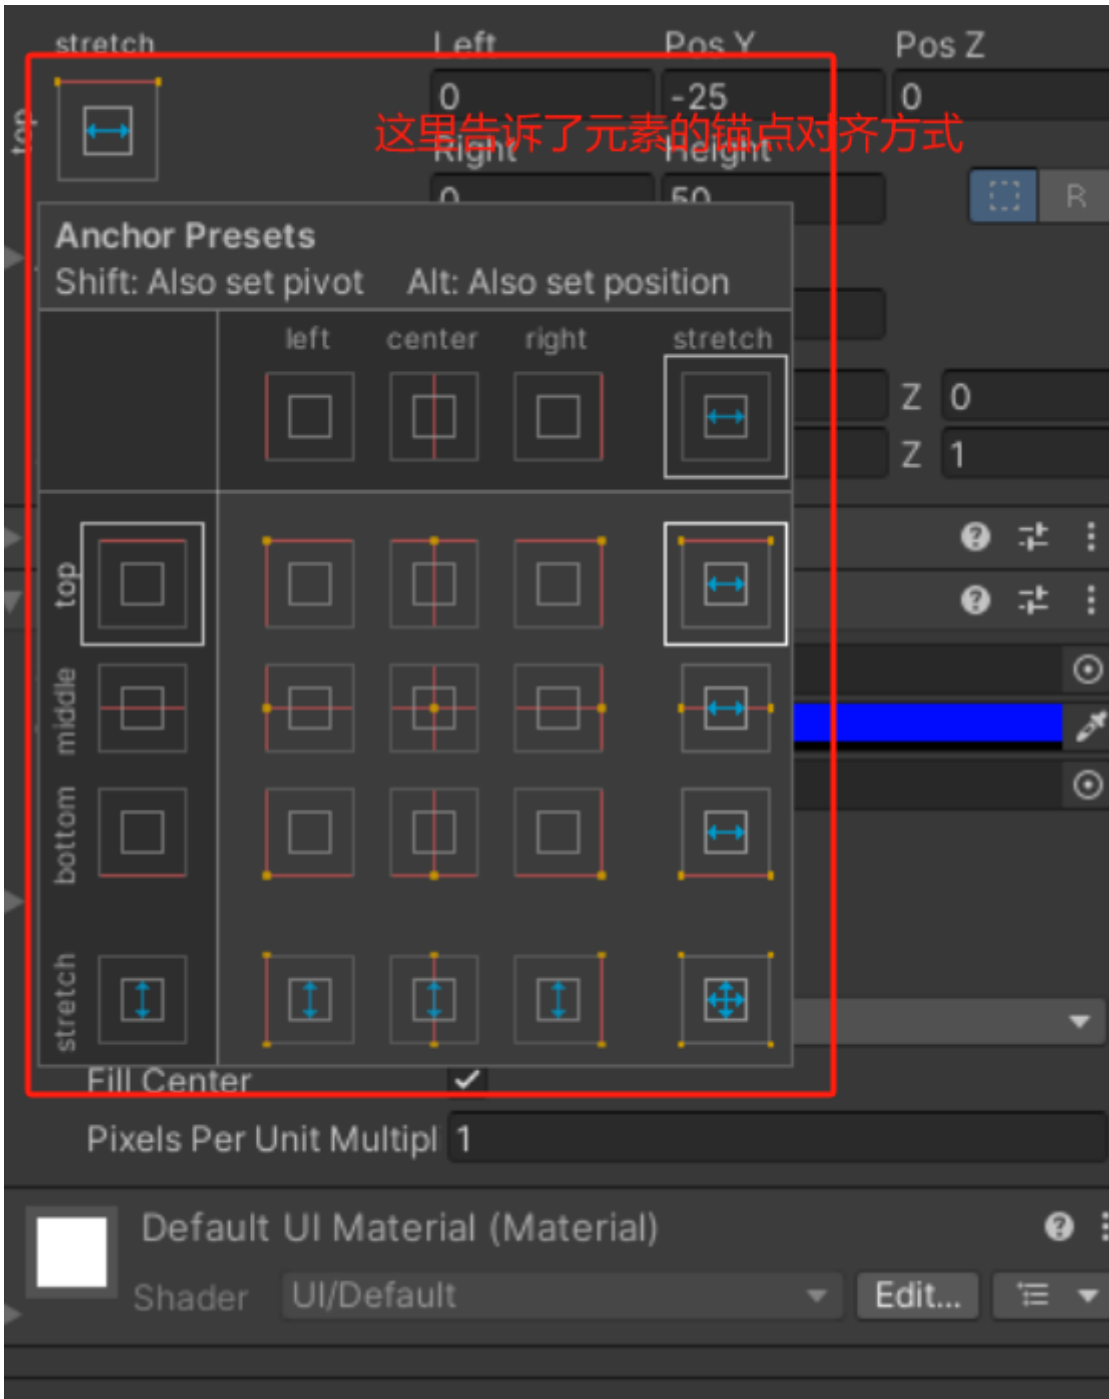 stretch Left Pos Y Pos Z
top 0 -25 0
这里告诉了元素的锚点对齐方式
Right Height
0 50 R
Anchor Presets
Shift: Also set pivot Alt: Also set position
left center right stretch
Z 0
Z 1
top
middle
bottom
stretch
Fill Center
Pixels Per Unit Multipl 1
Default UI Material (Material)
Shader UI/Default Edit...